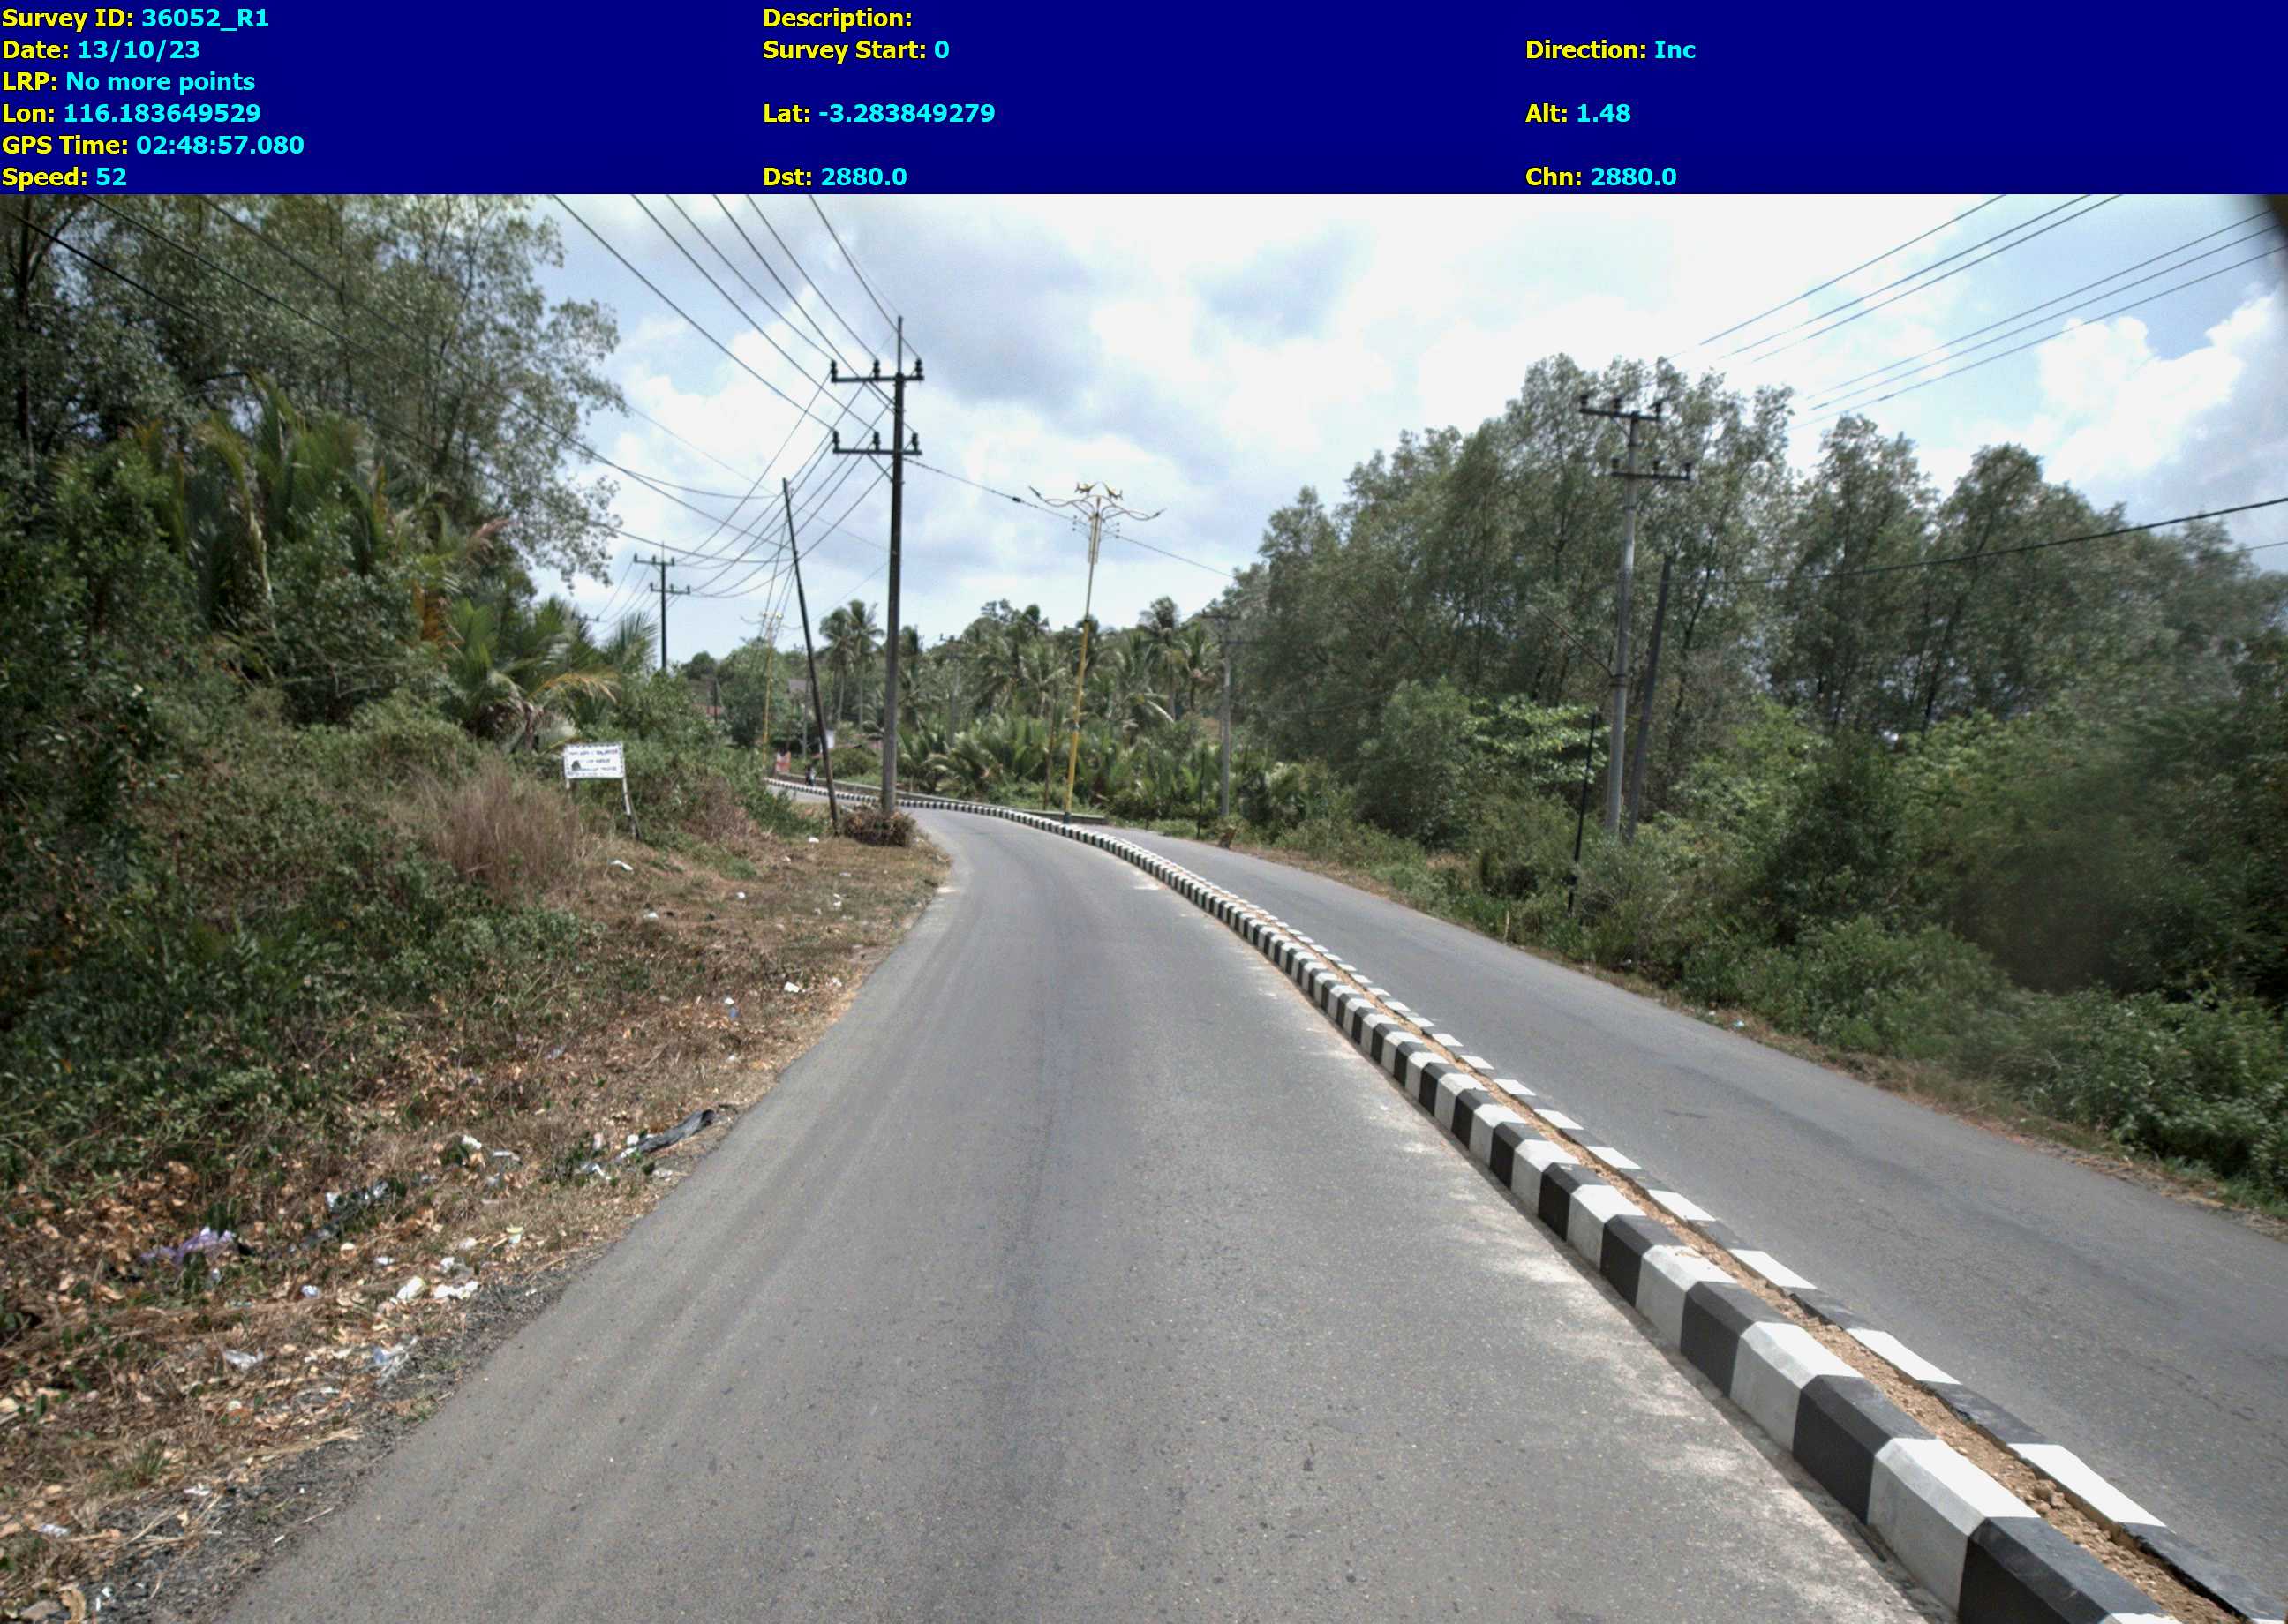 Survey ID: 36052_R1
Description:
Date: 13/10/23
Survey Start: 0
Direction: Inc
LRP: No more points
Lon: 116.183649529
Lat: -3.283849279
Alt: 1.48
GPS Time: 02:48:57.080
Speed: 52
Dst: 2880.0
Chn: 2880.0